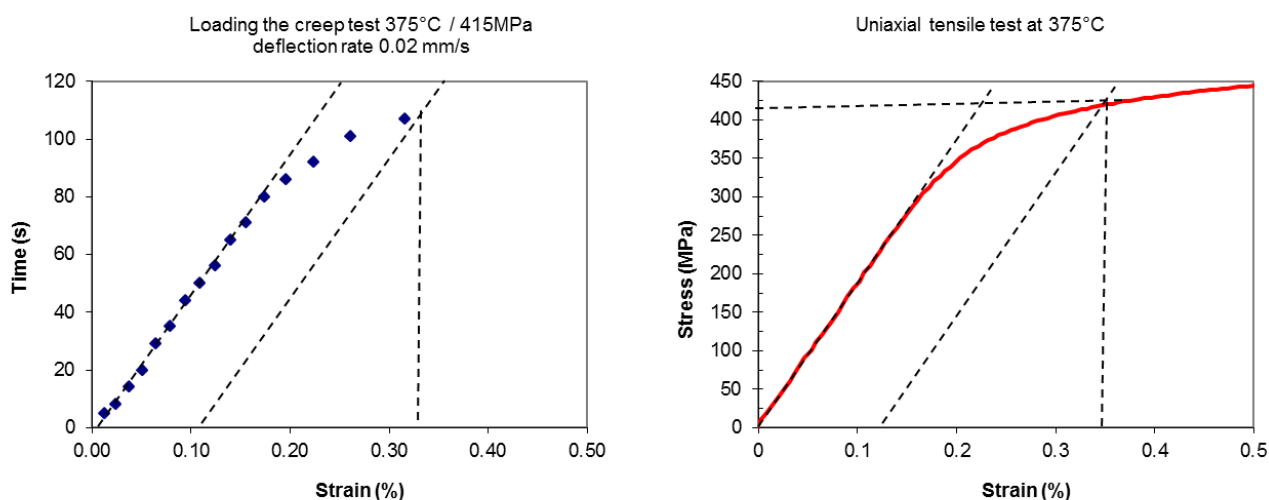 Loading the creep test 375°C / 415MPa
deflection rate 0.02 mm/s
Time (s)
120
100
80
60
40
20
0
0.00 0.10 0.20 0.30 0.40 0.50
Strain (%)
Uniaxial tensile test at 375°C
Stress (MPa)
450
400
350
300
250
200
150
100
50
0
0 0.1 0.2 0.3 0.4 0.5
Strain (%)